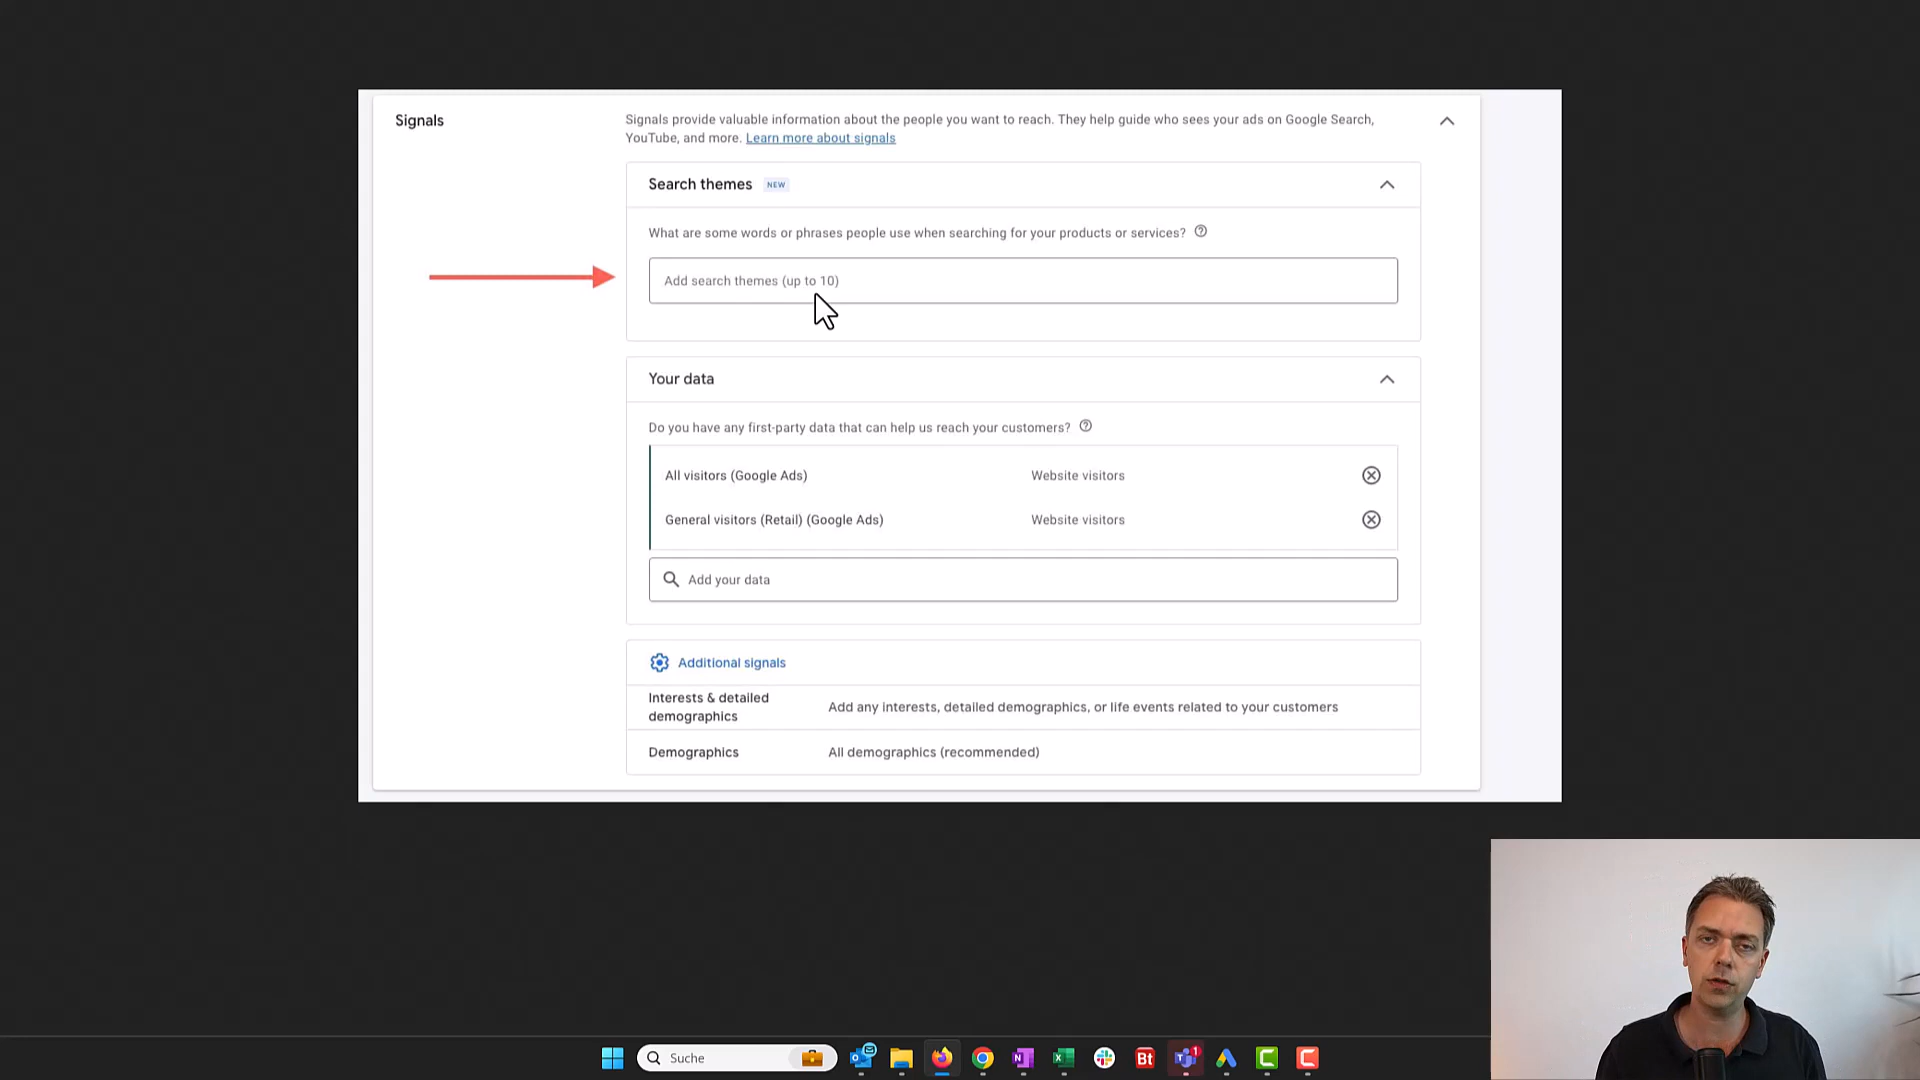 Signals
Signals provide valuable information about the people you want to reach. They help guide who sees your ads on Google Search,
YouTube, and more. Learn more about signals
Search themes NEW
What are some words or phrases people use when searching for your products or services?
Add search themes (up to 10)
Your data
Do you have any first-party data that can help us reach your customers?
All visitors (Google Ads) Website visitors
General visitors (Retail) (Google Ads) Website visitors
Add your data
Additional signals
Interests & detailed
demographics
Add any interests, detailed demographics, or life events related to your customers
Demographics All demographics (recommended)
Suche
Bt
1